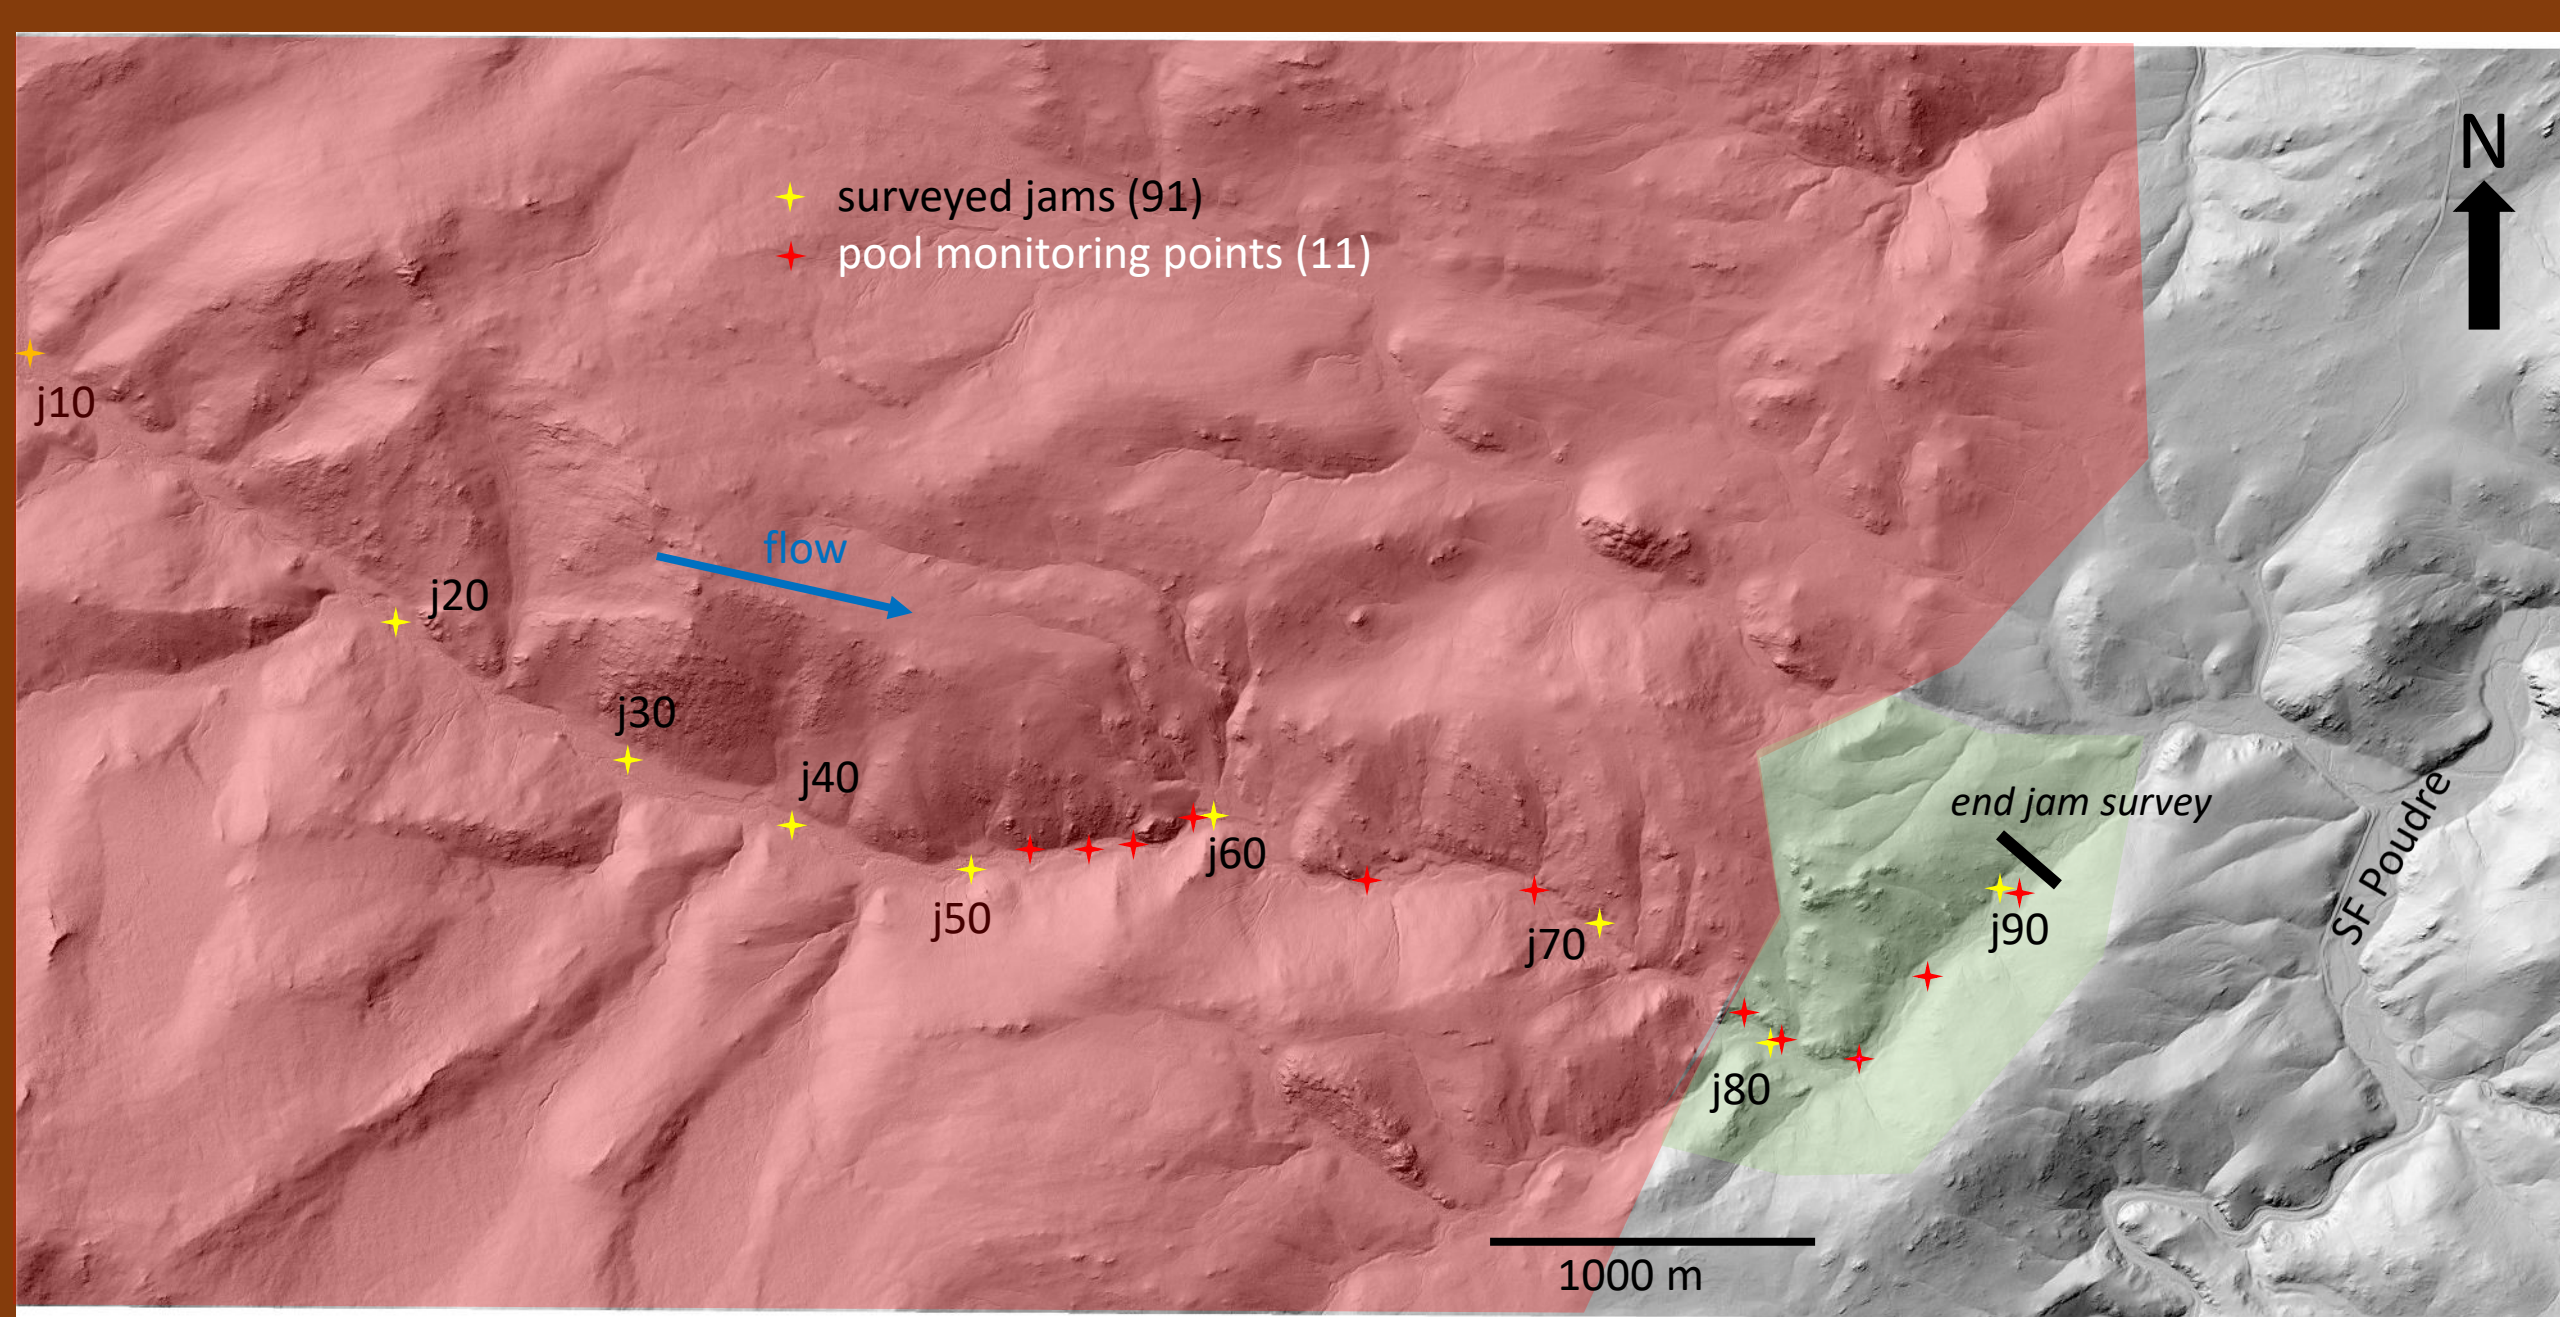 N
surveyed jams (91)
pool monitoring points (11)
j10
flow
j20
j30
j40
end jam survey
SF Poudre
j60
j50
j70
j90
j80
1000 m